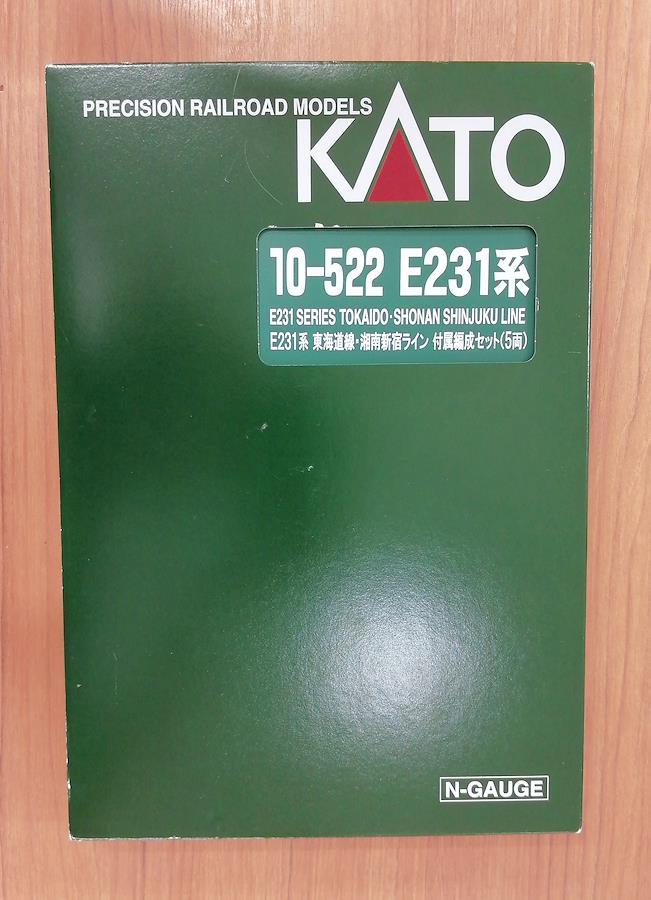 PRECISION RAILROAD MODELS
KATO
10-522 E231系
E231 SERIES TOKAIDO·SHONAN SHINJUKU LINE
E231系 東海道線・湘南新宿ライン 付属編成セット(5両)
N-GAUGE